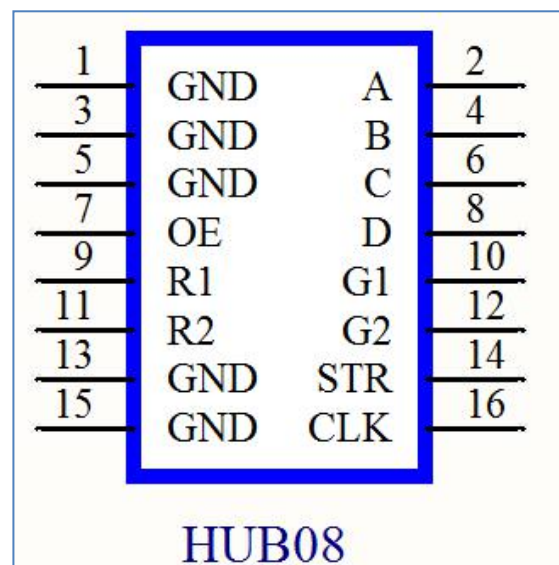 1 GND A 2
3 GND B 4
5 GND C 6
7 OE D 8
9 R1 G1 10
11 R2 G2 12
13 GND STR 14
15 GND CLK 16
HUB08